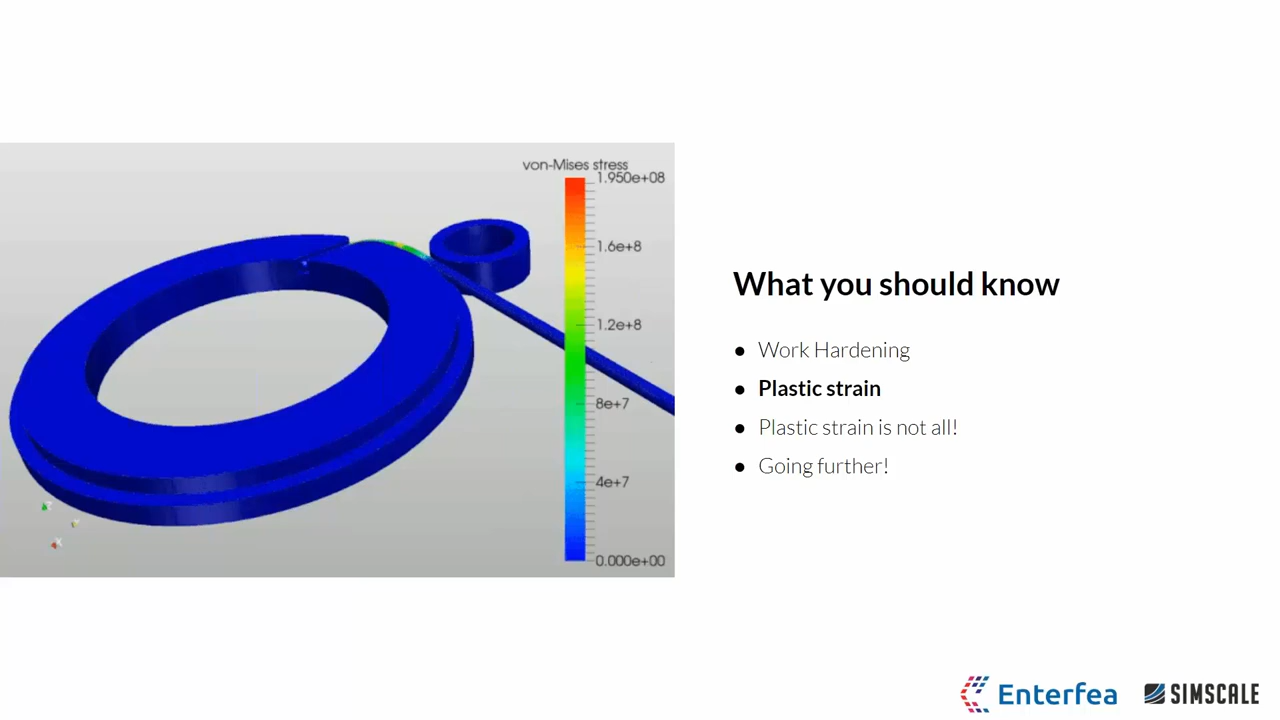 von-Mises stress
1.950e+08
1.6e+8
1.2e+8
8e+7
4e+7
0.000e+00
What you should know
● Work Hardening
● Plastic strain
● Plastic strain is not all!
● Going further!
Enterfea
SIMSCALE